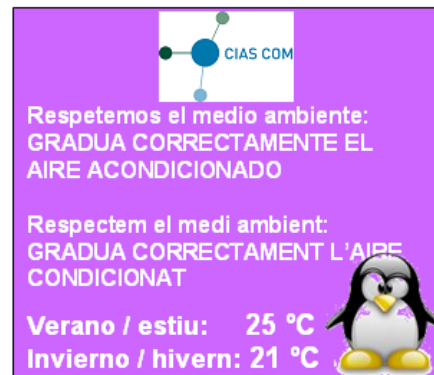 CIAS COM
Respetemos el medio ambiente:
GRADUA CORRECTAMENTE EL
AIRE ACONDICIONADO
Respectem el medi ambient:
GRADUA CORRECTAMENT L'AIRE
CONDICIONAT
Verano / estiu: 25 ºC
Invierno / hivern: 21 ºC